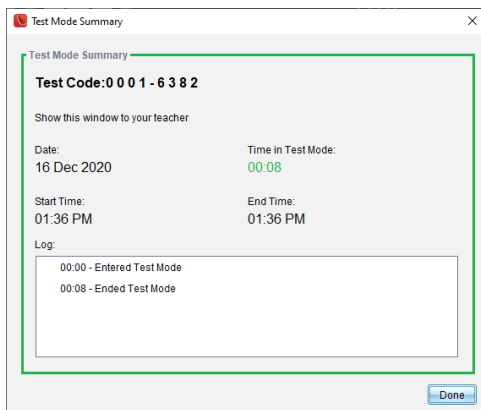 Test Mode Summary
Test Mode Summary
Test Code:0 0 0 1 - 6 3 8 2
Show this window to your teacher
Date:
Time in Test Mode:
16 Dec 2020
00:08
Start Time:
End Time:
01:36 PM
01:36 PM
Log:
00:00 - Entered Test Mode
00:08 - Ended Test Mode
Done